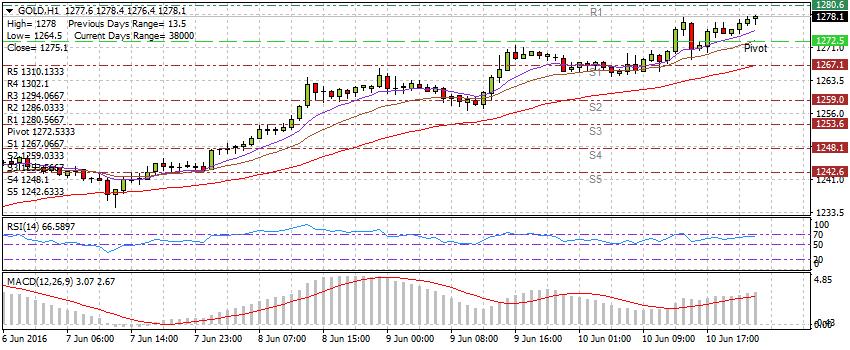 GOLD,H1 1277.6 1278.4 1276.4 1278.1
High= 1278 Previous Days Range= 13.5
Low= 1264.5 Current Days Range= 38000
Close= 1275.1
R5 1310.1333
R4 1302.1
R3 1294.0667
R2 1286.0333
R1 1280.5667
Pivot 1272.5333
S1 1267.0667
S2 1259.0333
S4 1248.1
S5 1242.6333
R1
Pivot
S1
S2
S3
S4
S5
1280.6
1278.1
1272.5
1271.0
1267.1
1263.5
1259.0
1253.6
1248.1
1242.6
1241.0
1233.5
RSI(14) 66.5897
100
70
50
20
0
MACD(12,26,9) 3.07 2.67
4.85
6 Jun 2016
7 Jun 06:00
7 Jun 14:00
7 Jun 23:00
8 Jun 07:00
8 Jun 15:00
9 Jun 00:00
9 Jun 08:00
9 Jun 16:00
10 Jun 01:00
10 Jun 09:00
10 Jun 17:00